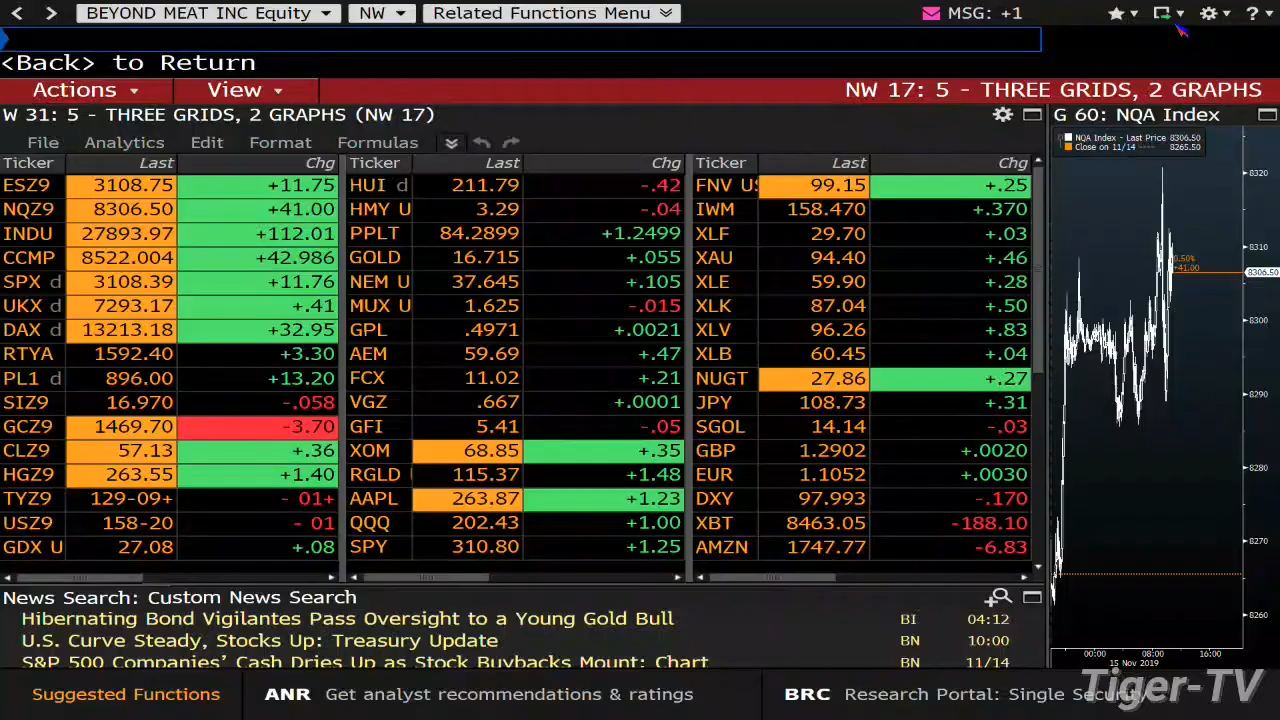 BEYOND MEAT INC Equity NW Related Functions Menu MSG: +1 ?
<Back> to Return
Actions View NW 17: 5 - THREE GRIDS, 2 GRAPHS
W 31: 5 - THREE GRIDS, 2 GRAPHS (NW 17) G 60: NQA Index
File Analytics Edit Format Formulas
NQA Index - Last Price 8306.50
Close on 11/14 ---- 8265.50
Ticker Last Chg Ticker Last Chg Ticker Last Chg
ESZ9 3108.75 +11.75 HUI d 211.79 -.42 FNV US 99.15 +.25
NQZ9 8306.50 +41.00 HMY U 3.29 -.04 IWM 158.470 +.370
INDU 27893.97 +112.01 PPLT 84.2899 +1.2499 XLF 29.70 +.03
CCMP 8522.004 +42.986 GOLD 16.715 +.055 XAU 94.40 +.46
SPX d 3108.39 +11.76 NEM U 37.645 +.105 XLE 59.90 +.28
UKX d 7293.17 +.41 MUX U 1.625 -.015 XLK 87.04 +.50
DAX d 13213.18 +32.95 GPL .4971 +.0021 XLV 96.26 +.83
RTYA 1592.40 +3.30 AEM 59.69 +.47 XLB 60.45 +.04
PL1 d 896.00 +13.20 FCX 11.02 +.21 NUGT 27.86 +.27
SIZ9 16.970 -.058 VGZ .667 +.0001 JPY 108.73 +.31
GCZ9 1469.70 -3.70 GFI 5.41 -.05 SGOL 14.14 -.03
CLZ9 57.13 +.36 XOM 68.85 +.35 GBP 1.2902 +.0020
HGZ9 263.55 +1.40 RGLD 115.37 +1.48 EUR 1.1052 +.0030
TYZ9 129-09+ - 01+ AAPL 263.87 +1.23 DXY 97.993 -.170
USZ9 158-20 - 01 QQQ 202.43 +1.00 XBT 8463.05 -188.10
GDX U 27.08 +.08 SPY 310.80 +1.25 AMZN 1747.77 -6.83
8320
8310
0.50%
+41.00
8306.50
8300
8290
8280
8270
8260
00:00 08:00 16:00
15 Nov 2019
News Search: Custom News Search
Hibernating Bond Vigilantes Pass Oversight to a Young Gold Bull BI 04:12
U.S. Curve Steady, Stocks Up: Treasury Update BN 10:00
S&P 500 Companies' Cash Dries Up as Stock Buybacks Mount: Chart BN 11/14
Suggested Functions ANR Get analyst recommendations & ratings BRC Research Portal: Single Security
Tiger-TV